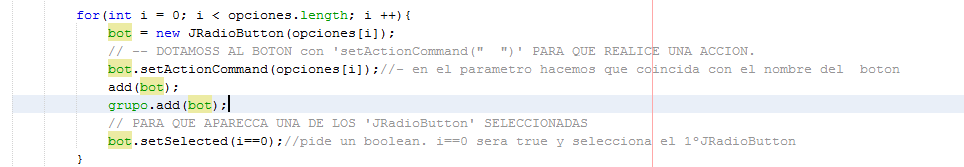 for(int i = 0; i < opciones.length; i ++){
bot = new JRadioButton(opciones[i]);
// -- DOTAMOSS AL BOTON con 'setActionCommand("  ")' PARA QUE REALICE UNA ACCION.
bot.setActionCommand(opciones[i]);//- en el parametro hacemos que coincida con el nombre del  boton
add(bot);
grupo.add(bot);
// PARA QUE APARECCA UNA DE LOS 'JRadioButton' SELECCIONADAS
bot.setSelected(i==0);//pide un boolean. i==0 sera true y selecciona el 1ºJRadioButton
}